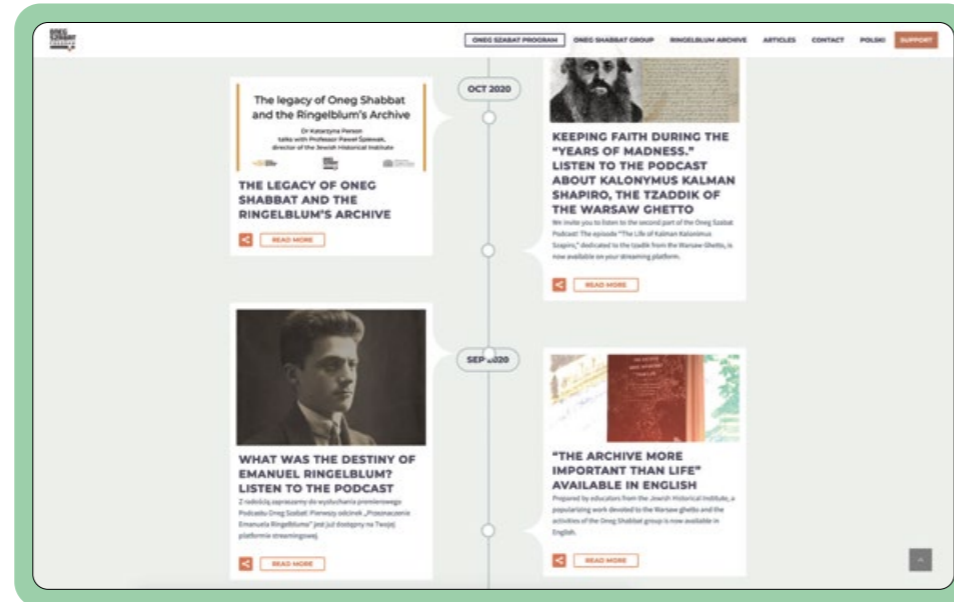 ONEG
SZABAT
PROGRAM
ONEG SZABAT PROGRAM
ONEG SHABBAT GROUP
RINGELBLUM ARCHIVE
ARTICLES
CONTACT
POLSKI
SUPPORT
OCT 2020
The legacy of Oneg Shabbat
and the Ringelblum's Archive
Dr Katarzyna Person
talks with Professor Paweł Śpiewak,
director of the Jewish Historical Institute
THE LEGACY OF ONEG
SHABBAT AND THE
RINGELBLUM'S ARCHIVE
READ MORE
KEEPING FAITH DURING THE
"YEARS OF MADNESS."
LISTEN TO THE PODCAST
ABOUT KALONYMUS KALMAN
SHAPIRO, THE TZADDIK OF
THE WARSAW GHETTO
We invite you to listen to the second part of the Oneg Szabat
Podcast! The episode "The Life of Kalman Kalonimus
Szapiro," dedicated to the tzadik from the Warsaw Ghetto, is
now available on your streaming platform.
READ MORE
SEP 2020
WHAT WAS THE DESTINY OF
EMANUEL RINGELBLUM?
LISTEN TO THE PODCAST
Z radością zapraszamy do wysłuchania premierowego
Podcastu Oneg Szabat! Pierwszy odcinek „Przeznaczenie
Emanuela Ringelbluma" jest już dostępny na Twojej
platformie streamingowej.
READ MORE
"THE ARCHIVE MORE
IMPORTANT THAN LIFE"
AVAILABLE IN ENGLISH
Prepared by educators from the Jewish Historical Institute, a
popularizing work devoted to the Warsaw ghetto and the
activities of the Oneg Shabbat group is now available in
English.
READ MORE